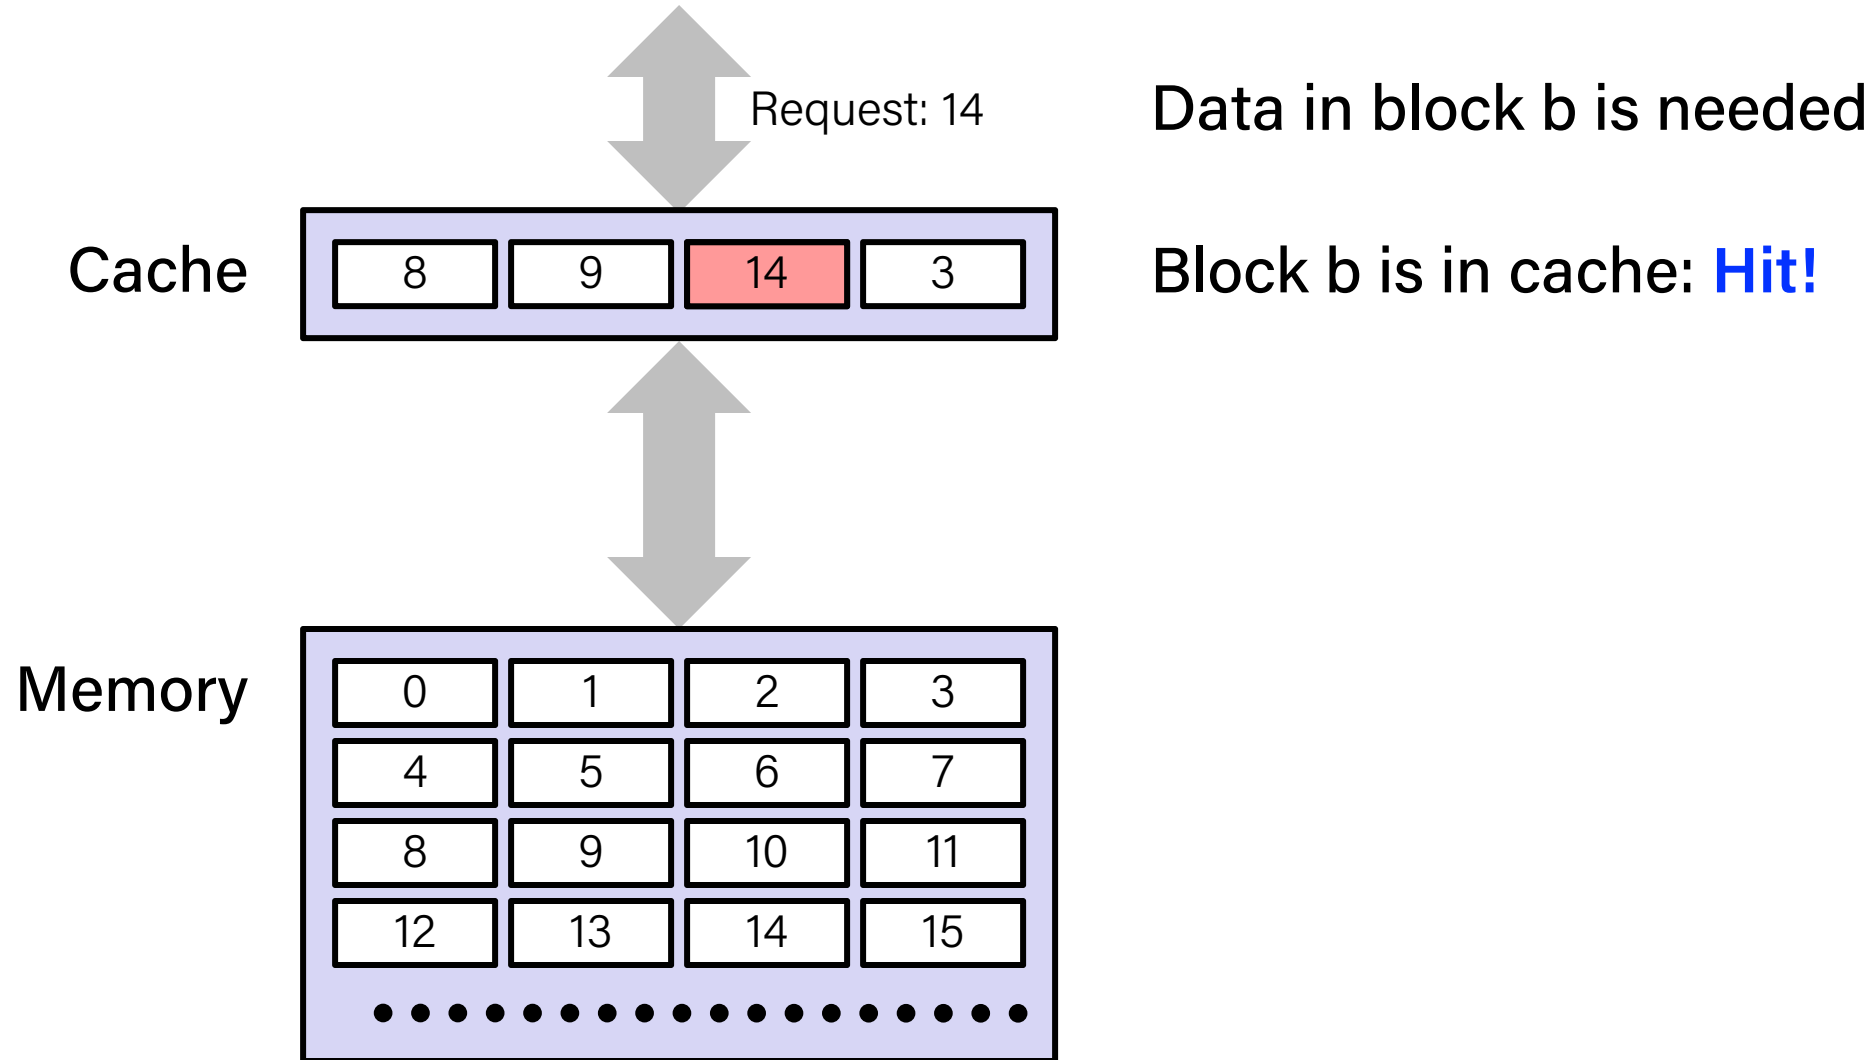 Request: 14
Data in block b is needed
Cache
8 9 14 3
Block b is in cache: Hit!
Memory
0 1 2 3
4 5 6 7
8 9 10 11
12 13 14 15